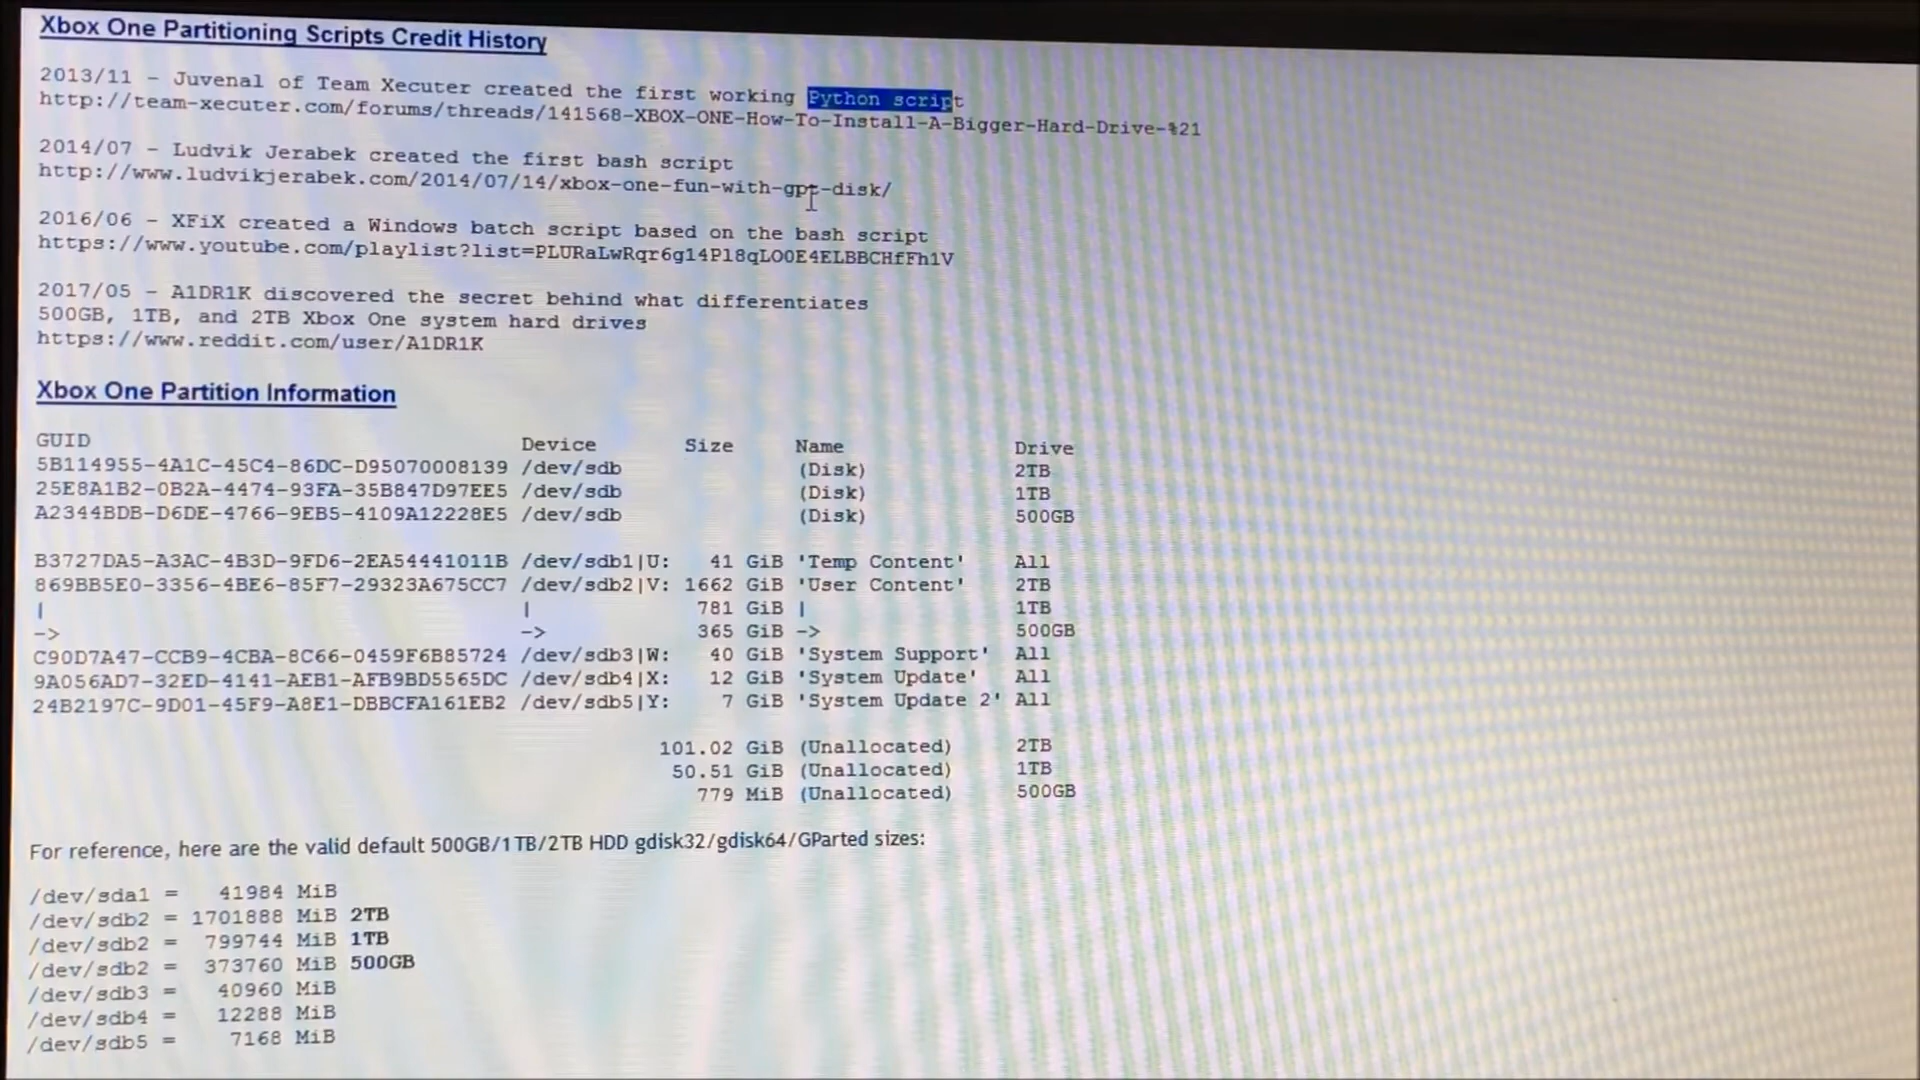 Xbox One Partitioning Scripts Credit History
2013/11 - Juvenal of Team Xecuter created the first working Python script
http://team-xecuter.com/forums/threads/141568-XBOX-ONE-How-To-Install-A-Bigger-Hard-Drive-%21
2014/07 - Ludvik Jerabek created the first bash script
http://www.ludvikjerabek.com/2014/07/14/xbox-one-fun-with-gpt-disk/
2016/06 - XFiX created a Windows batch script based on the bash script
https://www.youtube.com/playlist?list=PLURaLwRqr6g14Pl8qLO0E4ELBBCHfFh1V
2017/05 - A1DR1K discovered the secret behind what differentiates
500GB, 1TB, and 2TB Xbox One system hard drives
https://www.reddit.com/user/A1DR1K
Xbox One Partition Information
GUID Device Size Name Drive
5B114955-4A1C-45C4-86DC-D95070008139 /dev/sdb (Disk) 2TB
25E8A1B2-0B2A-4474-93FA-35B847D97EE5 /dev/sdb (Disk) 1TB
A2344BDB-D6DE-4766-9EB5-4109A12228E5 /dev/sdb (Disk) 500GB
B3727DA5-A3AC-4B3D-9FD6-2EA54441011B /dev/sdb1|U: 41 GiB 'Temp Content' All
869BB5E0-3356-4BE6-85F7-29323A675CC7 /dev/sdb2|V: 1662 GiB 'User Content' 2TB
| | 781 GiB | 1TB
-> -> 365 GiB -> 500GB
C90D7A47-CCB9-4CBA-8C66-0459F6B85724 /dev/sdb3|W: 40 GiB 'System Support' All
9A056AD7-32ED-4141-AEB1-AFB9BD5565DC /dev/sdb4|X: 12 GiB 'System Update' All
24B2197C-9D01-45F9-A8E1-DBBCFA161EB2 /dev/sdb5|Y: 7 GiB 'System Update 2' All
101.02 GiB (Unallocated) 2TB
50.51 GiB (Unallocated) 1TB
779 MiB (Unallocated) 500GB
For reference, here are the valid default 500GB/1TB/2TB HDD gdisk32/gdisk64/GParted sizes:
/dev/sda1 = 41984 MiB
/dev/sdb2 = 1701888 MiB 2TB
/dev/sdb2 = 799744 MiB 1TB
/dev/sdb2 = 373760 MiB 500GB
/dev/sdb3 = 40960 MiB
/dev/sdb4 = 12288 MiB
/dev/sdb5 = 7168 MiB